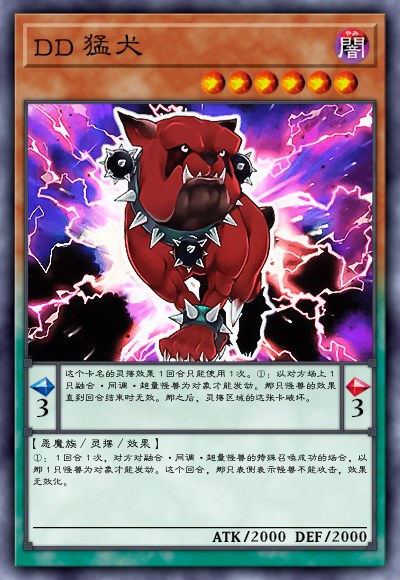 DD 猛犬
やみ
闇
这个卡名的灵摆效果1回合只能使用1次。①：以对方场上1
只融合·同调·超量怪兽为对象才能发动。那只怪兽的效果
直到回合结束时无效。那之后，灵摆区域的这张卡破坏。
3
3
【恶魔族/灵摆/效果】
①：1回合1次，对方对融合·同调·超量怪兽的特殊召唤成功的场合，以
那1只怪兽为对象才能发动。这个回合，那只表侧表示怪兽不能攻击，效果
无效化。
ATK/2000 DEF/2000